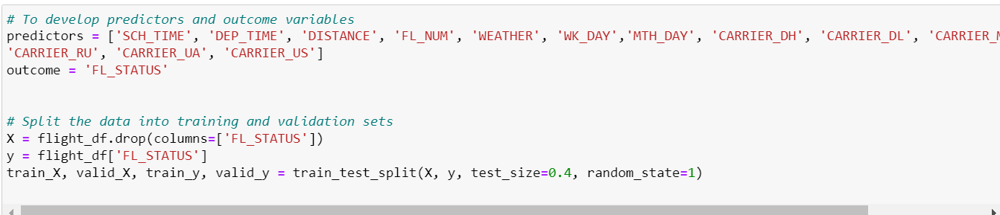 # To develop predictors and outcome variables
predictors = ['SCH_TIME', 'DEP_TIME', 'DISTANCE', 'FL_NUM', 'WEATHER', 'WK_DAY','MTH_DAY', 'CARRIER_DH', 'CARRIER_DL', 'CARRIER_
'CARRIER_RU', 'CARRIER_UA', 'CARRIER_US']
outcome = 'FL_STATUS'
# Split the data into training and validation sets
X = flight_df.drop(columns=['FL_STATUS'])
y = flight_df['FL_STATUS']
train_X, valid_X, train_y, valid_y = train_test_split(X, y, test_size=0.4, random_state=1)